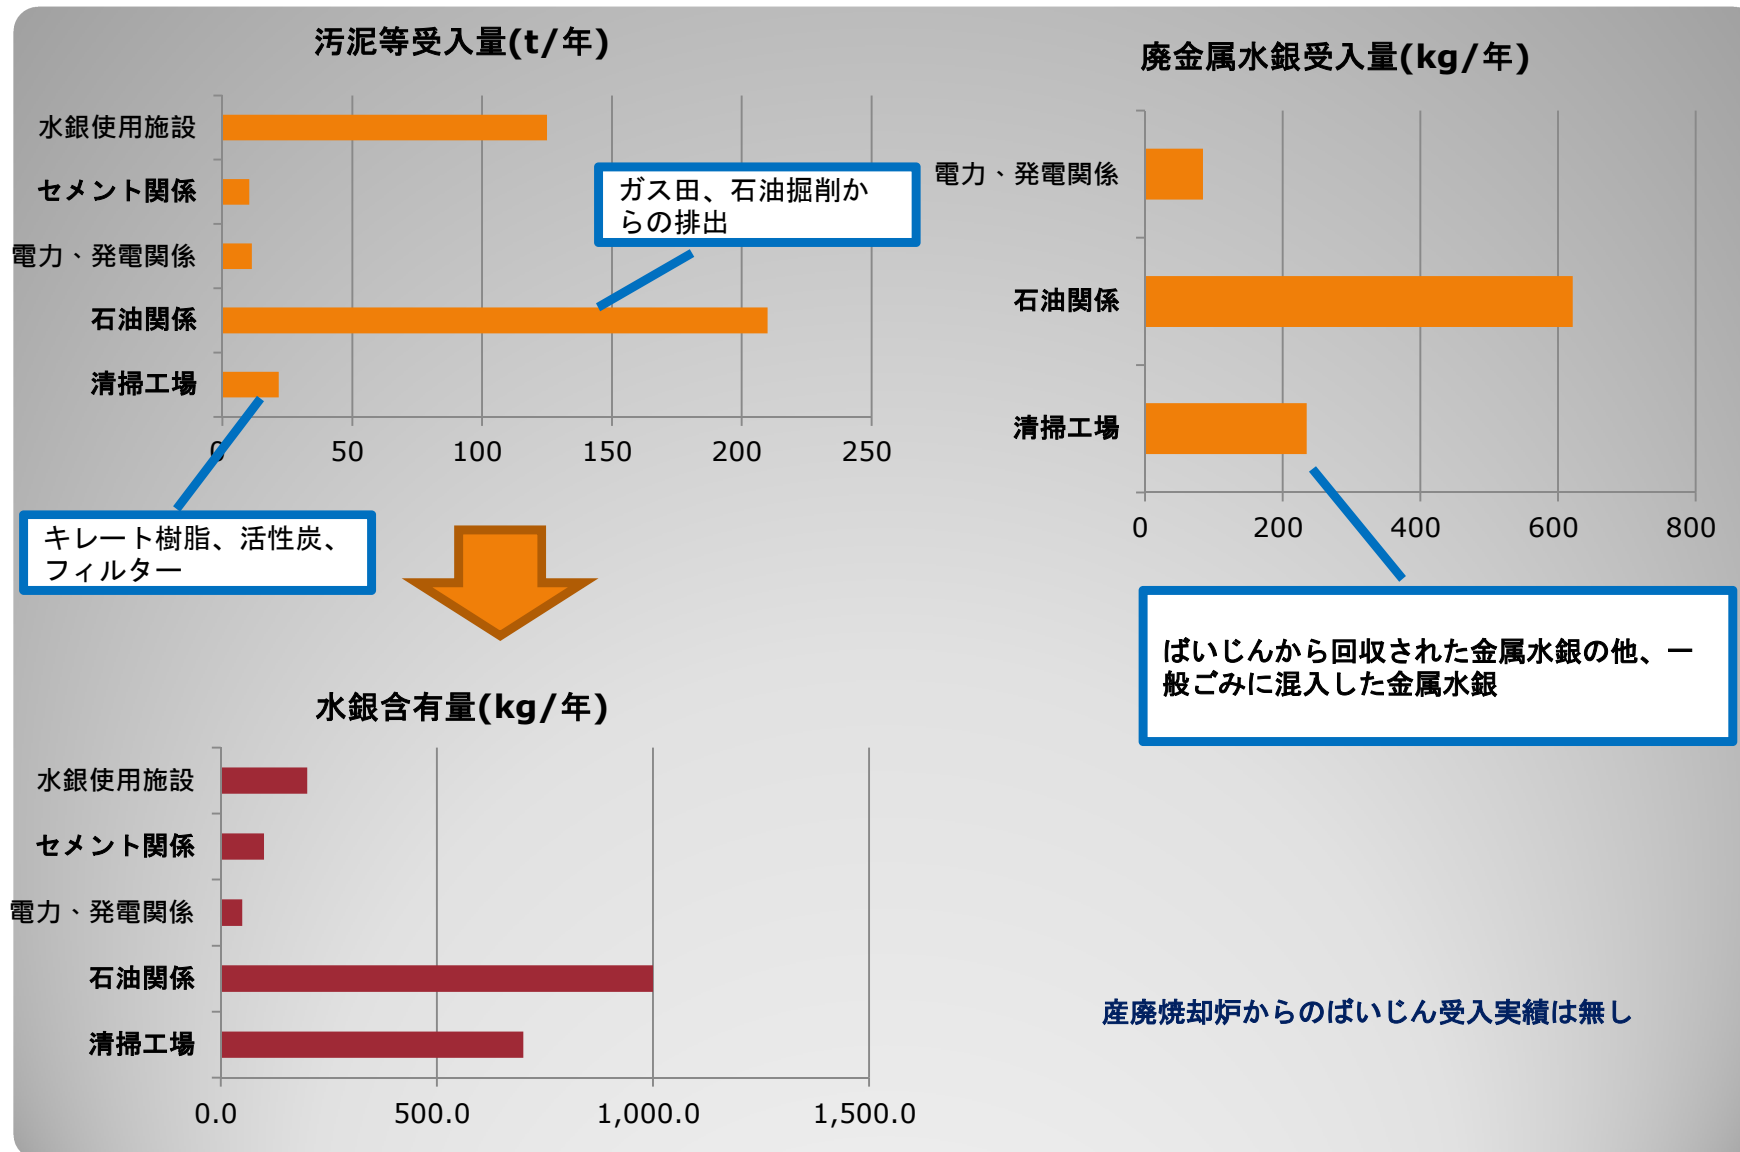 汚泥等受入量(t/年)
水銀使用施設
セメント関係
電力、発電関係
石油関係
清掃工場
0
50
100
150
200
250
ガス田、石油掘削か
らの排出
キレート樹脂、活性炭、
フィルター
廃金属水銀受入量(kg/年)
電力、発電関係
石油関係
清掃工場
0
200
400
600
800
ばいじんから回収された金属水銀の他、一
般ごみに混入した金属水銀
水銀含有量(kg/年)
水銀使用施設
セメント関係
電力、発電関係
石油関係
清掃工場
0.0
500.0
1,000.0
1,500.0
産廃焼却炉からのばいじん受入実績は無し